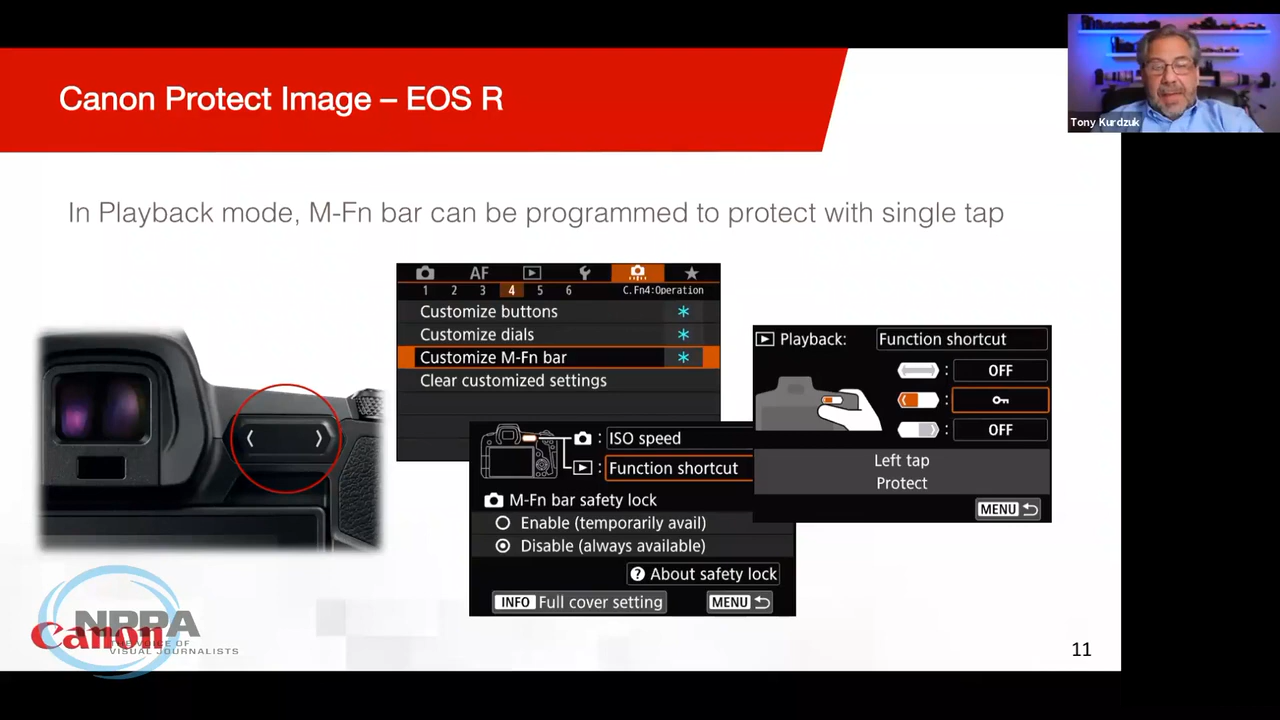 Canon Protect Image – EOS R
Tony Kurdzuk
In Playback mode, M-Fn bar can be programmed to protect with single tap
AF
1 2 3 4 5 6 C.Fn4:Operation
Customize buttons
Customize dials
Customize M-Fn bar
Clear customized settings
: ISO speed
: Function shortcut
M-Fn bar safety lock
Enable (temporarily avail)
Disable (always available)
? About safety lock
INFO Full cover setting MENU
Playback: Function shortcut
: OFF
:
: OFF
Left tap
Protect
MENU
NPPA
Canon
THE VOICE OF
VISUAL JOURNALISTS
11